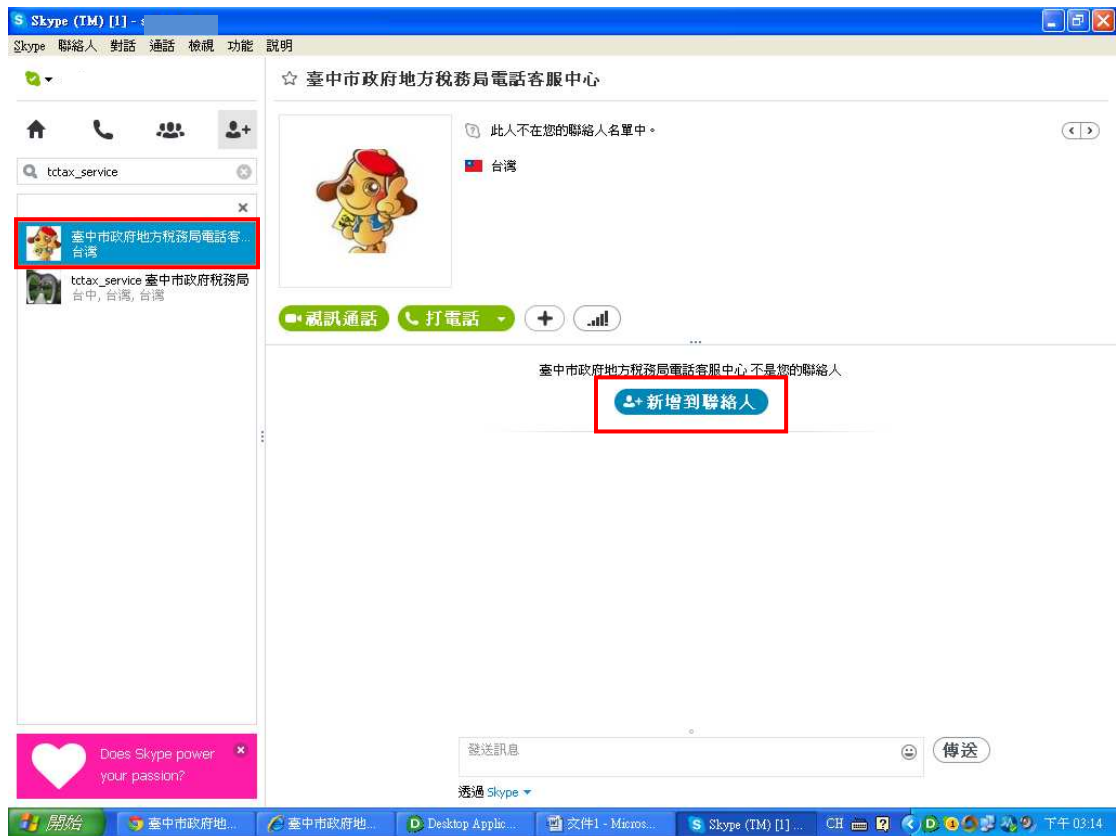 Skype (TM) [1] - s
Skype 聯絡人 對話 通話 檢視 功能 說明
臺中市政府地方稅務局電話客服中心
此人不在您的聯絡人名單中。
台灣
tctax_service
臺中市政府地方稅務局電話客...
台灣
tctax_service 臺中市政府稅務局
台中, 台灣, 台灣
視訊通話
打電話
臺中市政府地方稅務局電話客服中心 不是您的聯絡人
新增到聯絡人
Does Skype power
your passion?
發送訊息
傳送
透過 Skype
開始
臺中市政府地...
臺中市政府地...
Desktop Applic...
文件1 - Micros...
Skype (TM) [1] ...
CH
下午 03:14